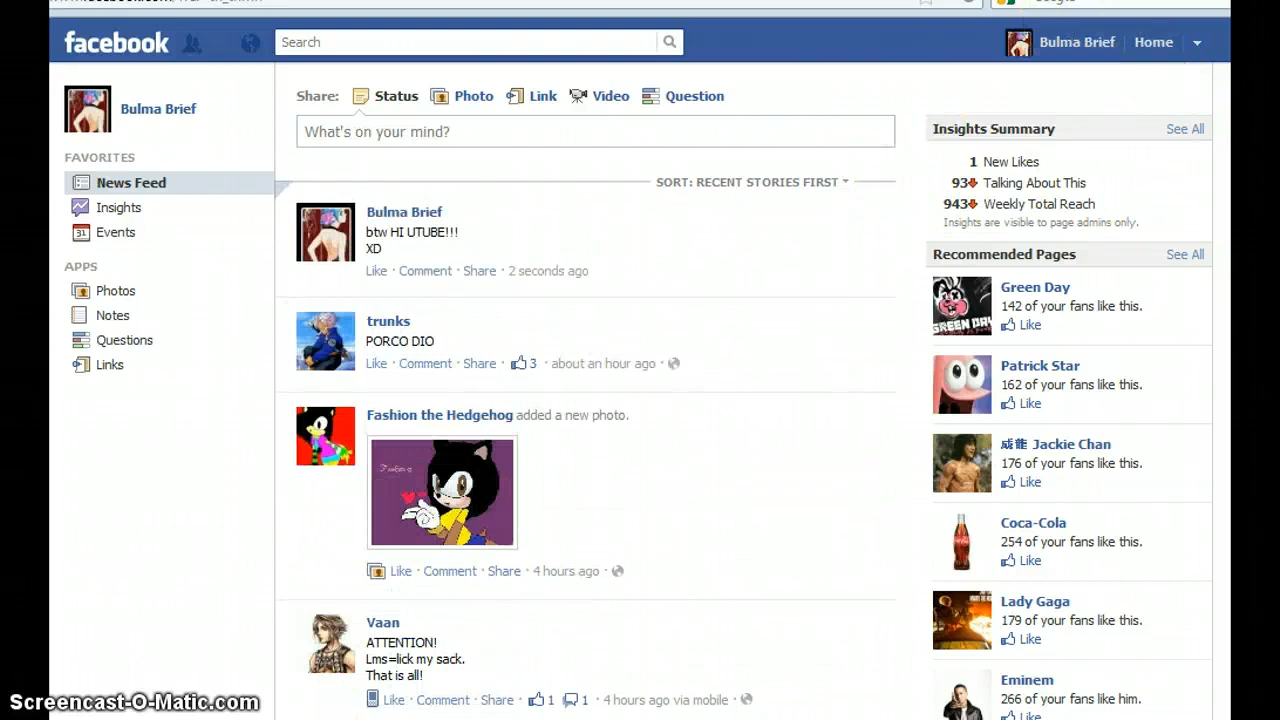 facebook
Search
Bulma Brief
Home
Bulma Brief
FAVORITES
News Feed
Insights
31 Events
APPS
Photos
Notes
Questions
Links
Share: Status Photo Link Video Question
What's on your mind?
SORT: RECENT STORIES FIRST
Bulma Brief
btw HI UTUBE!!!
XD
Like · Comment · Share · 2 seconds ago
trunks
PORCO DIO
Like · Comment · Share · 3 · about an hour ago ·
Fashion the Hedgehog added a new photo.
Like · Comment · Share · 4 hours ago ·
Vaan
ATTENTION!
Lms=lick my sack.
That is all!
Like · Comment · Share · 1 1 · 4 hours ago via mobile ·
Insights Summary See All
1 New Likes
93 Talking About This
943 Weekly Total Reach
Insights are visible to page admins only.
Recommended Pages See All
GREEN DAY
Green Day
142 of your fans like this.
Like
Patrick Star
162 of your fans like this.
Like
Jackie Chan
176 of your fans like this.
Like
Coca-Cola
254 of your fans like this.
Like
Lady Gaga
179 of your fans like this.
Like
Eminem
266 of your fans like him.
Like
Screencast-O-Matic.com